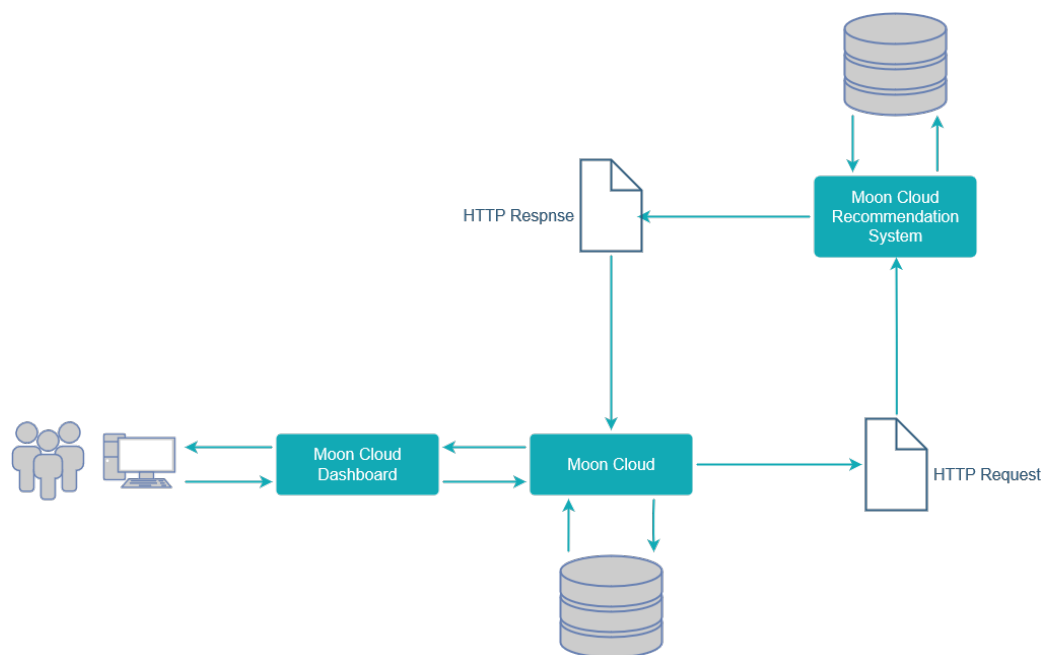 Moon Cloud
Recommendation
System
HTTP Respnse
Moon Cloud
Dashboard
Moon Cloud
HTTP Request